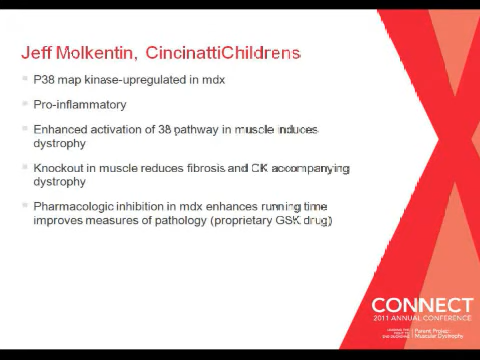 Jeff Molkentin, CincinattiChildrens
P38 map kinase-upregulated in mdx
Pro-inflammatory
Enhanced activation of 38 pathway in muscle induces
dystrophy
Knockout in muscle reduces fibrosis and CK accompanying
dystrophy
Pharmacologic inhibition in mdx enhances running time
improves measures of pathology (proprietary GSK drug)
CONNECT
2011 ANNUAL CONFERENCE
Parent Project
Muscular Dystrophy